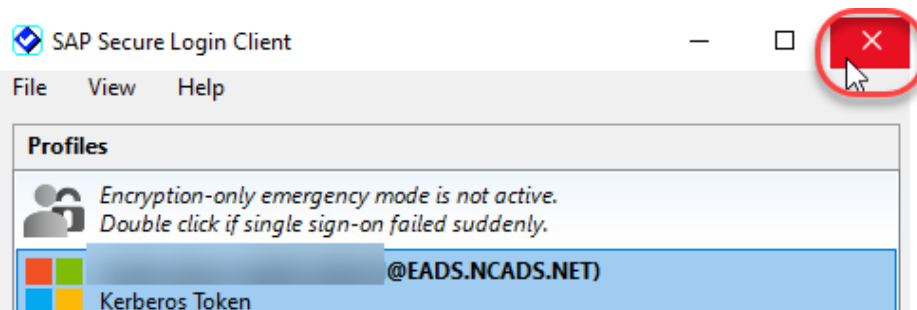 SAP Secure Login Client
File View Help
Profiles
Encryption-only emergency mode is not active.
Double click if single sign-on failed suddenly.
@EADS.NCADS.NET)
Kerberos Token